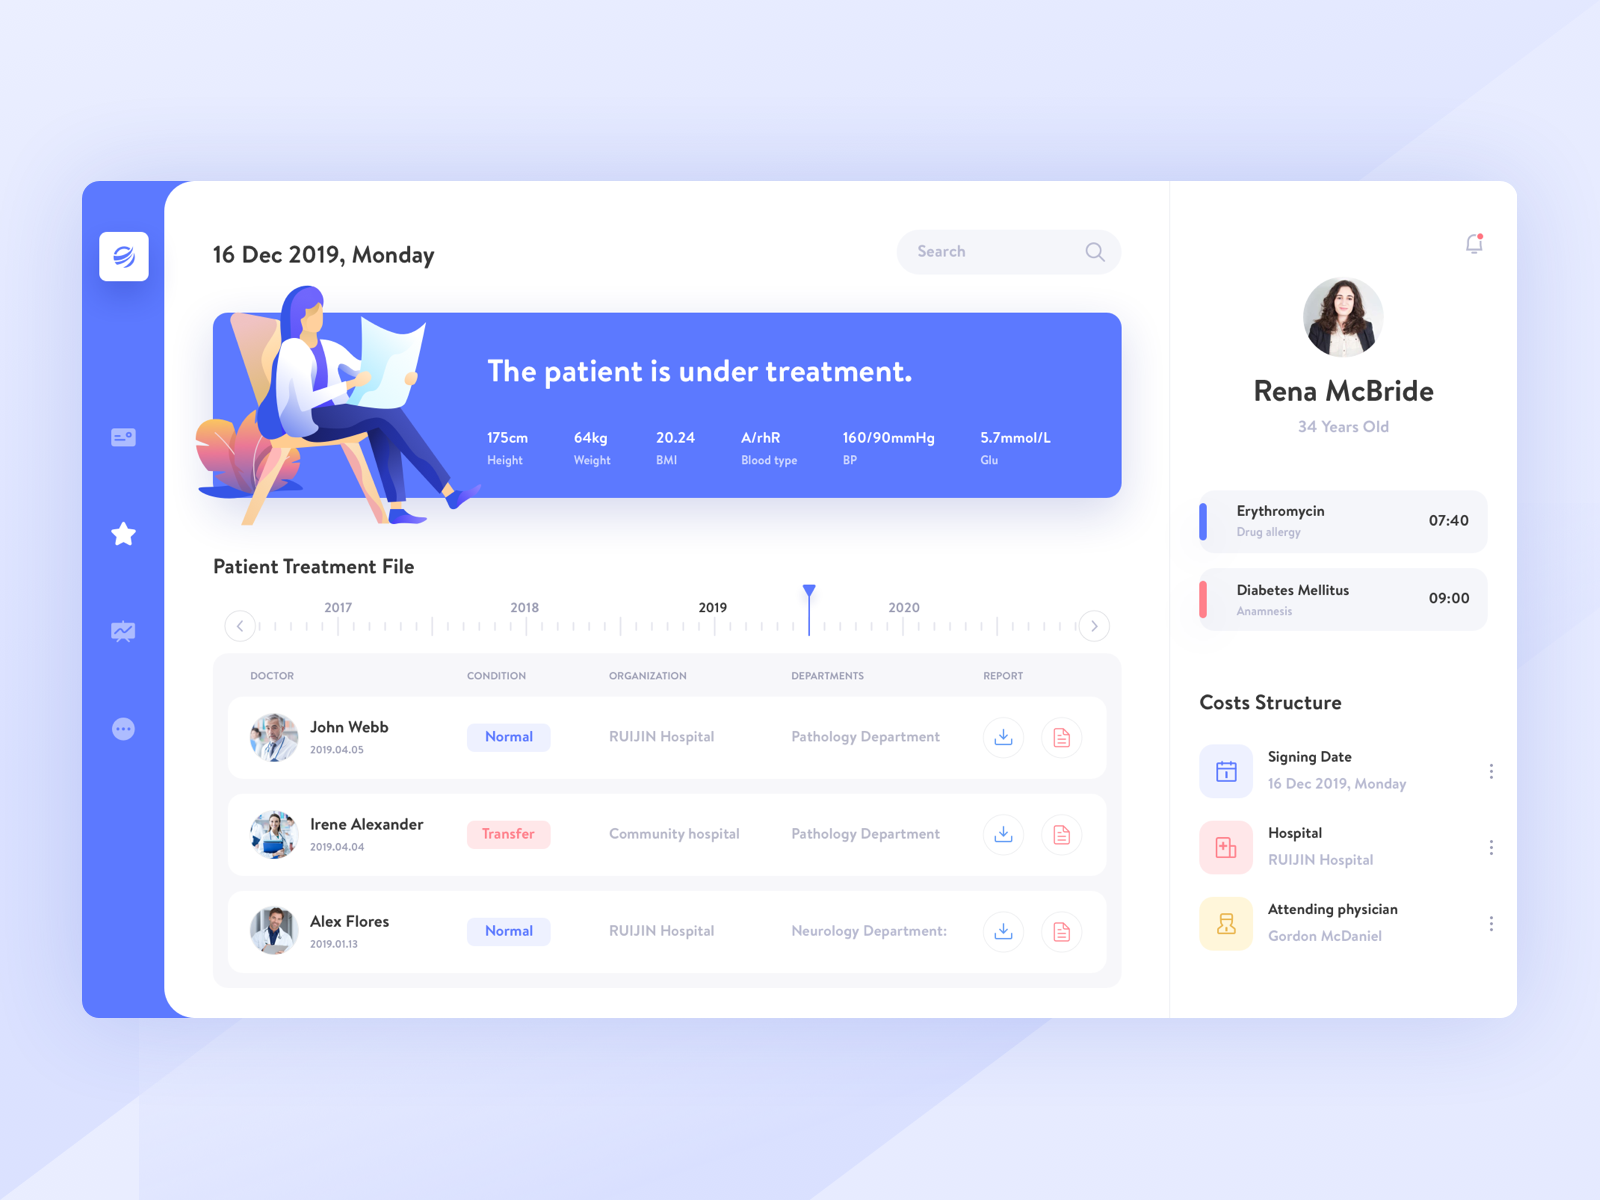 16 Dec 2019, Monday
Search
The patient is under treatment.
175cm 64kg 20.24 A/rhR 160/90mmHg 5.7mmol/L
Height Weight BMI Blood type BP Glu
Patient Treatment File
2017 2018 2019 2020
DOCTOR CONDITION ORGANIZATION DEPARTMENTS REPORT
John Webb
2019.04.05
Normal
RUIJIN Hospital
Pathology Department
Irene Alexander
2019.04.04
Transfer
Community hospital
Pathology Department
Alex Flores
2019.01.13
Normal
RUIJIN Hospital
Neurology Department:
Rena McBride
34 Years Old
Erythromycin
Drug allergy
07:40
Diabetes Mellitus
Anamnesis
09:00
Costs Structure
Signing Date
16 Dec 2019, Monday
Hospital
RUIJIN Hospital
Attending physician
Gordon McDaniel